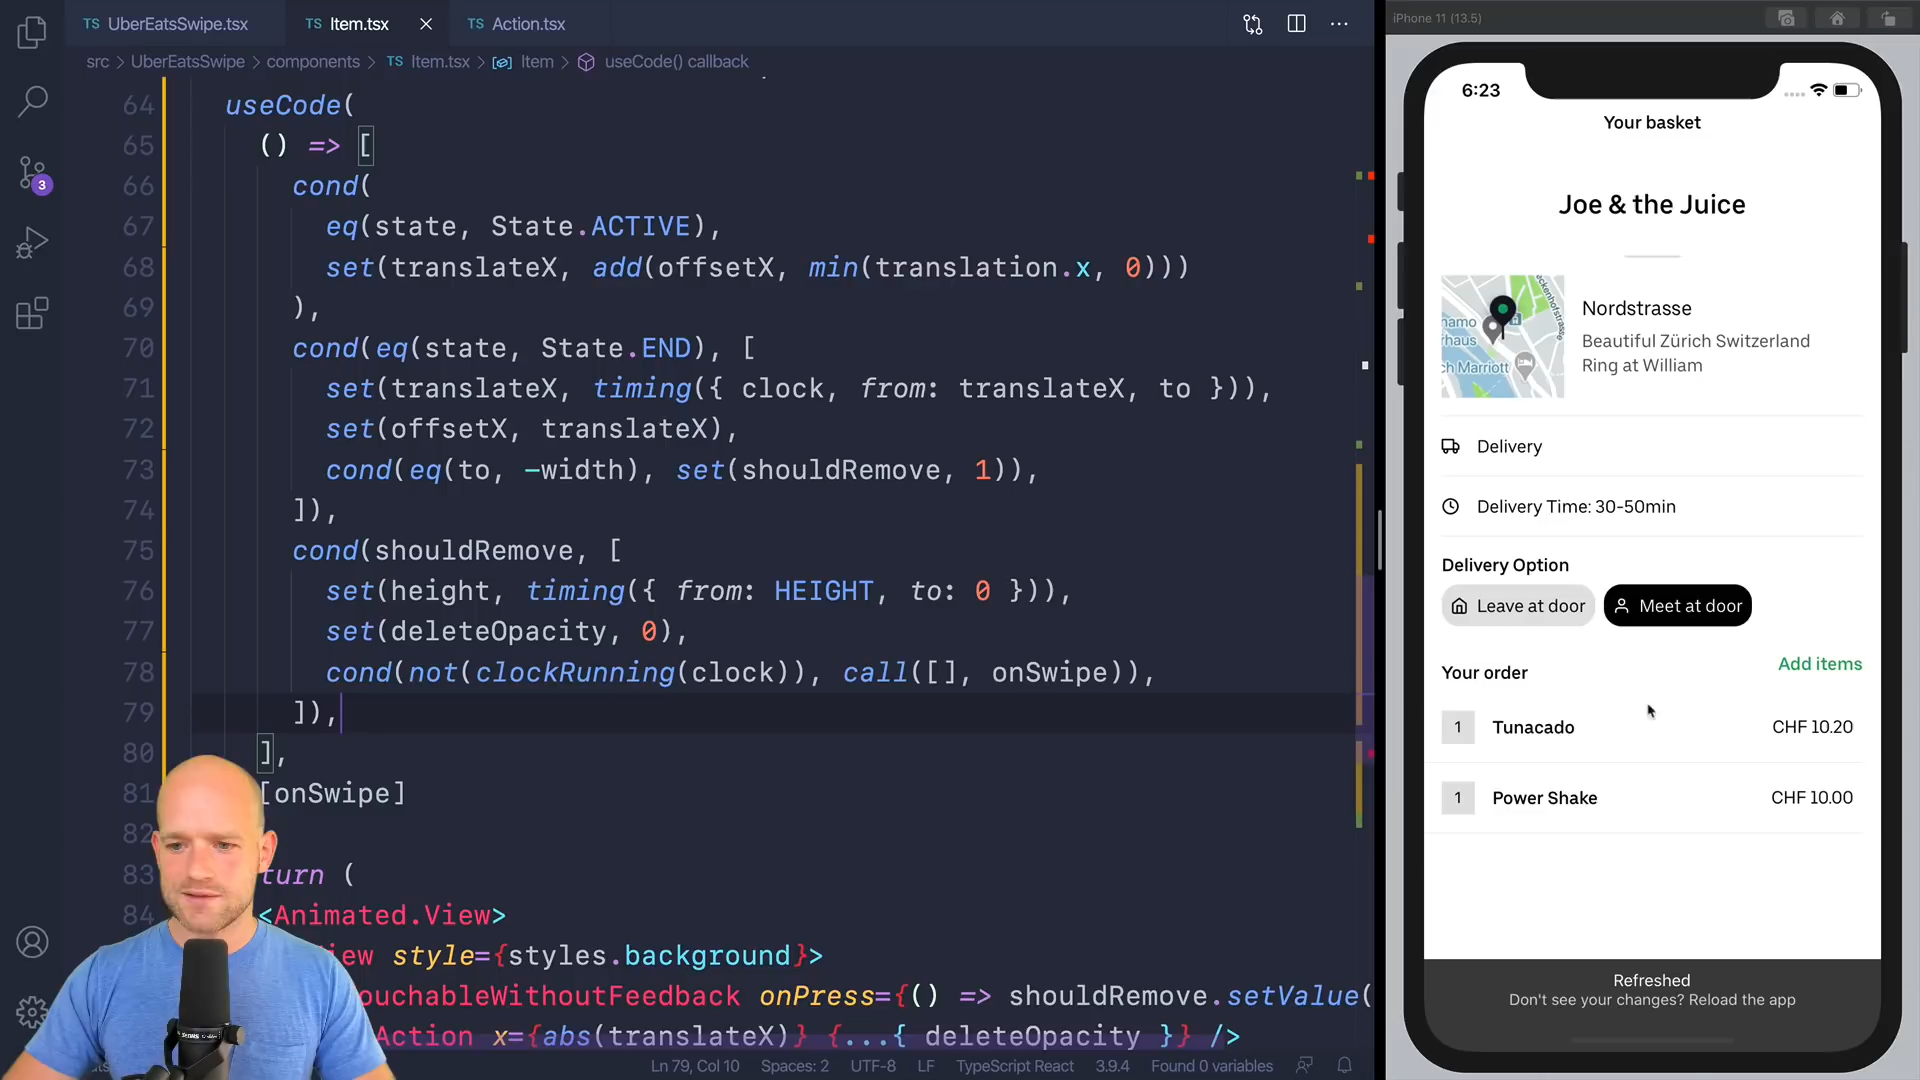 TS UberEatsSwipe.tsx
TS Item.tsx
TS Action.tsx
src > UberEatsSwipe > components > TS Item.tsx > Item > useCode() callback
3
64 useCode(
65 () => [
66 cond(
67 eq(state, State.ACTIVE),
68 set(translateX, add(offsetX, min(translation.x, 0)))
69 ),
70 cond(eq(state, State.END), [
71 set(translateX, timing({ clock, from: translateX, to })),
72 set(offsetX, translateX),
73 cond(eq(to, -width), set(shouldRemove, 1)),
74 ]),
75 cond(shouldRemove, [
76 set(height, timing({ from: HEIGHT, to: 0 })),
77 set(deleteOpacity, 0),
78 cond(not(clockRunning(clock)), call([], onSwipe)),
79 ]),
80 ],
81 [onSwipe]
82
83 turn (
84 <Animated.View>
iew style={styles.background}>
ouchableWithoutFeedback onPress={() => shouldRemove.setValue(
Action x={abs(translateX)} {...{ deleteOpacity }} />
Ln 79, Col 10
Spaces: 2
UTF-8
LF
TypeScript React
3.9.4
Found 0 variables
iPhone 11 (13.5)
6:23
Your basket
Joe & the Juice
Nordstrasse
Beautiful Zürich Switzerland
Ring at William
namo
rhaus
ch Marriott
Delivery
Delivery Time: 30-50min
Delivery Option
Leave at door
Meet at door
Your order
Add items
1 Tunacado CHF 10.20
1 Power Shake CHF 10.00
Refreshed
Don't see your changes? Reload the app